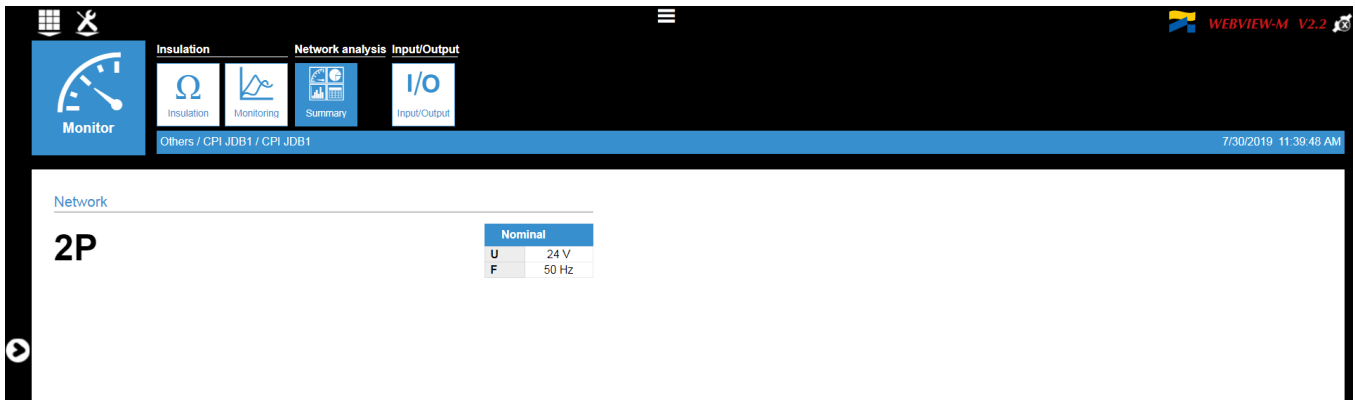 WEBVIEW-M V2.2
Insulation
Network analysis
Input/Output
Ω
I/O
Insulation
Monitoring
Summary
Input/Output
Monitor
Others / CPI JDB1 / CPI JDB1
7/30/2019 11:39:48 AM
Network
2P
Nominal
U 24 V
F 50 Hz